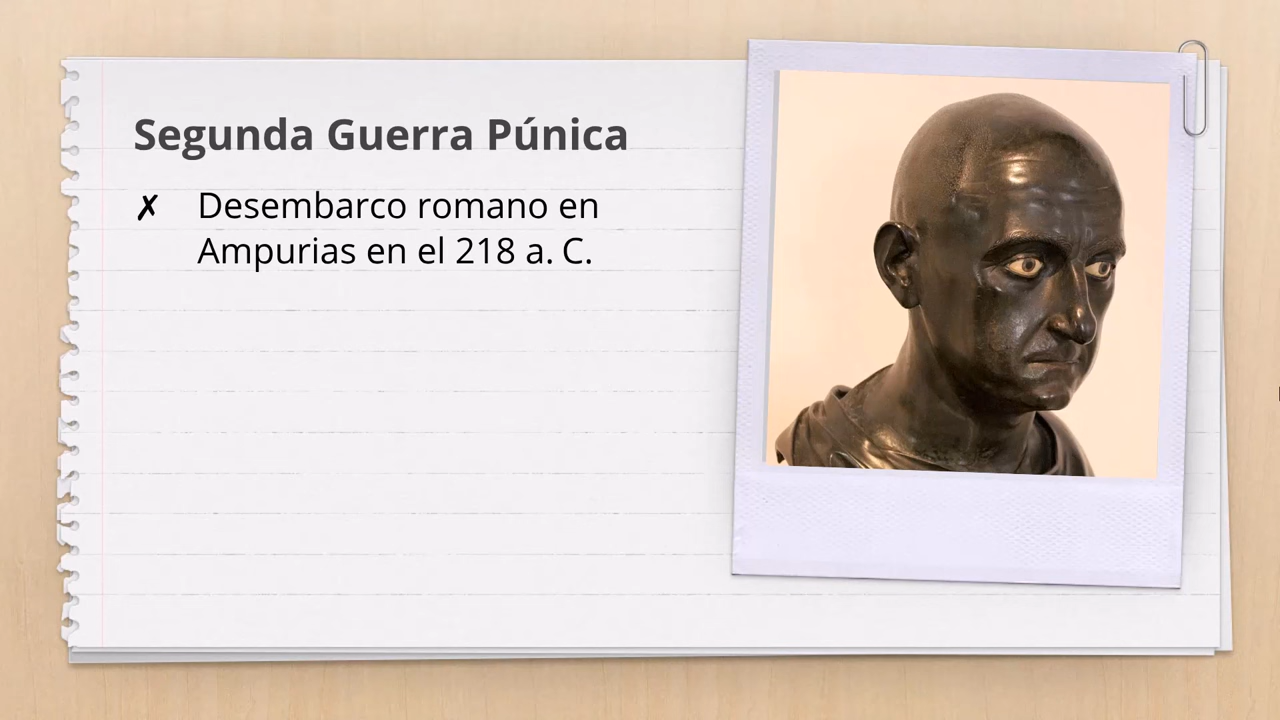 Segunda Guerra Púnica
✗ Desembarco romano en
Ampurias en el 218 a. C.